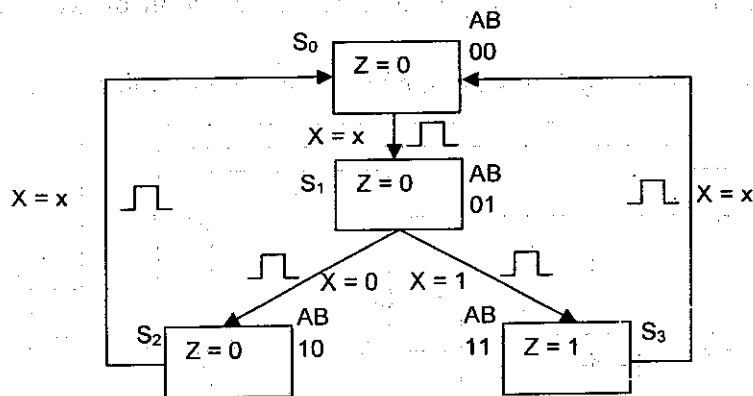 S0
AB
00
Z = 0
X = x
S1
Z = 0
AB
01
X = x
X = x
X = 0
X = 1
S2
Z = 0
AB
10
AB
11
Z = 1
S3